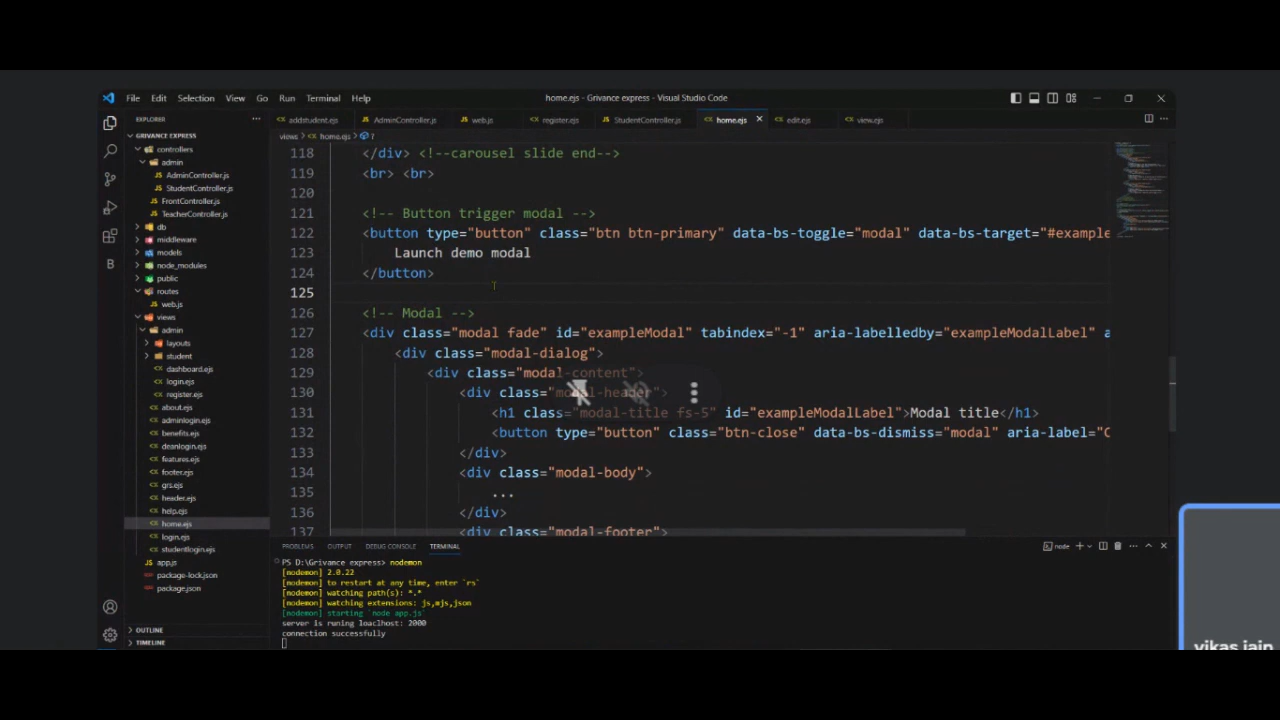 File Edit Selection View Go Run Terminal Help
home.ejs - Grivance express - Visual Studio Code
EXPLORER
GRIVANCE EXPRESS
controllers
admin
AdminController.js
StudentController.js
FrontController.js
TeacherController.js
db
middleware
models
node_modules
public
routes
web.js
views
admin
layouts
student
dashboard.ejs
login.ejs
register.ejs
about.ejs
adminlogin.ejs
benefits.ejs
deanlogin.ejs
features.ejs
footer.ejs
grs.ejs
header.ejs
help.ejs
home.ejs
login.ejs
studentlogin.ejs
app.js
package-lock.json
package.json
OUTLINE
TIMELINE
addstudent.ejs AdminController.js web.js register.ejs StudentController.js home.ejs edit.ejs view.ejs
views > home.ejs > ?
118 </div> <!--carousel slide end-->
119 <br> <br>
120
121 <!-- Button trigger modal -->
122 <button type="button" class="btn btn-primary" data-bs-toggle="modal" data-bs-target="#example
123 Launch demo modal
124 </button>
125
126 <!-- Modal -->
127 <div class="modal fade" id="exampleModal" tabindex="-1" aria-labelledby="exampleModalLabel" a
128 <div class="modal-dialog">
129 <div class="modal-content">
130 <div class="modal-header">
131 <h1 class="modal-title fs-5" id="exampleModalLabel">Modal title</h1>
132 <button type="button" class="btn-close" data-bs-dismiss="modal" aria-label="C
133 </div>
134 <div class="modal-body">
135 ...
136 </div>
137 <div class="modal-footer">
PROBLEMS OUTPUT DEBUG CONSOLE TERMINAL
node
PS D:\Grivance express> nodemon
[nodemon] 2.0.22
[nodemon] to restart at any time, enter `rs`
[nodemon] watching path(s): *.*
[nodemon] watching extensions: js,mjs,json
[nodemon] starting `node app.js`
server is runing loaclhost: 2000
connection successfully
vikas jain